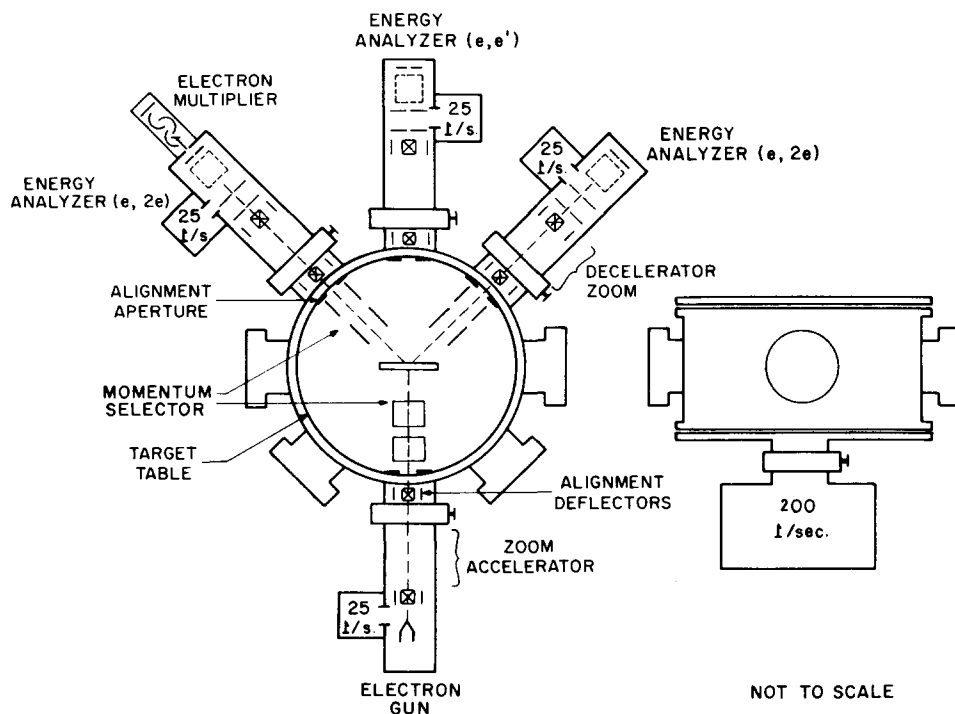 ENERGY
ANALYZER (e,e')
ELECTRON
MULTIPLIER
25
l/s.
ENERGY
ANALYZER (e, 2e)
25
l/s.
ENERGY
ANALYZER (e, 2e)
25
l/s.
DECELERATOR
ZOOM
ALIGNMENT
APERTURE
MOMENTUM
SELECTOR
TARGET
TABLE
ALIGNMENT
DEFLECTORS
200
l/sec.
ZOOM
ACCELERATOR
25
l/s.
ELECTRON
GUN
NOT TO SCALE